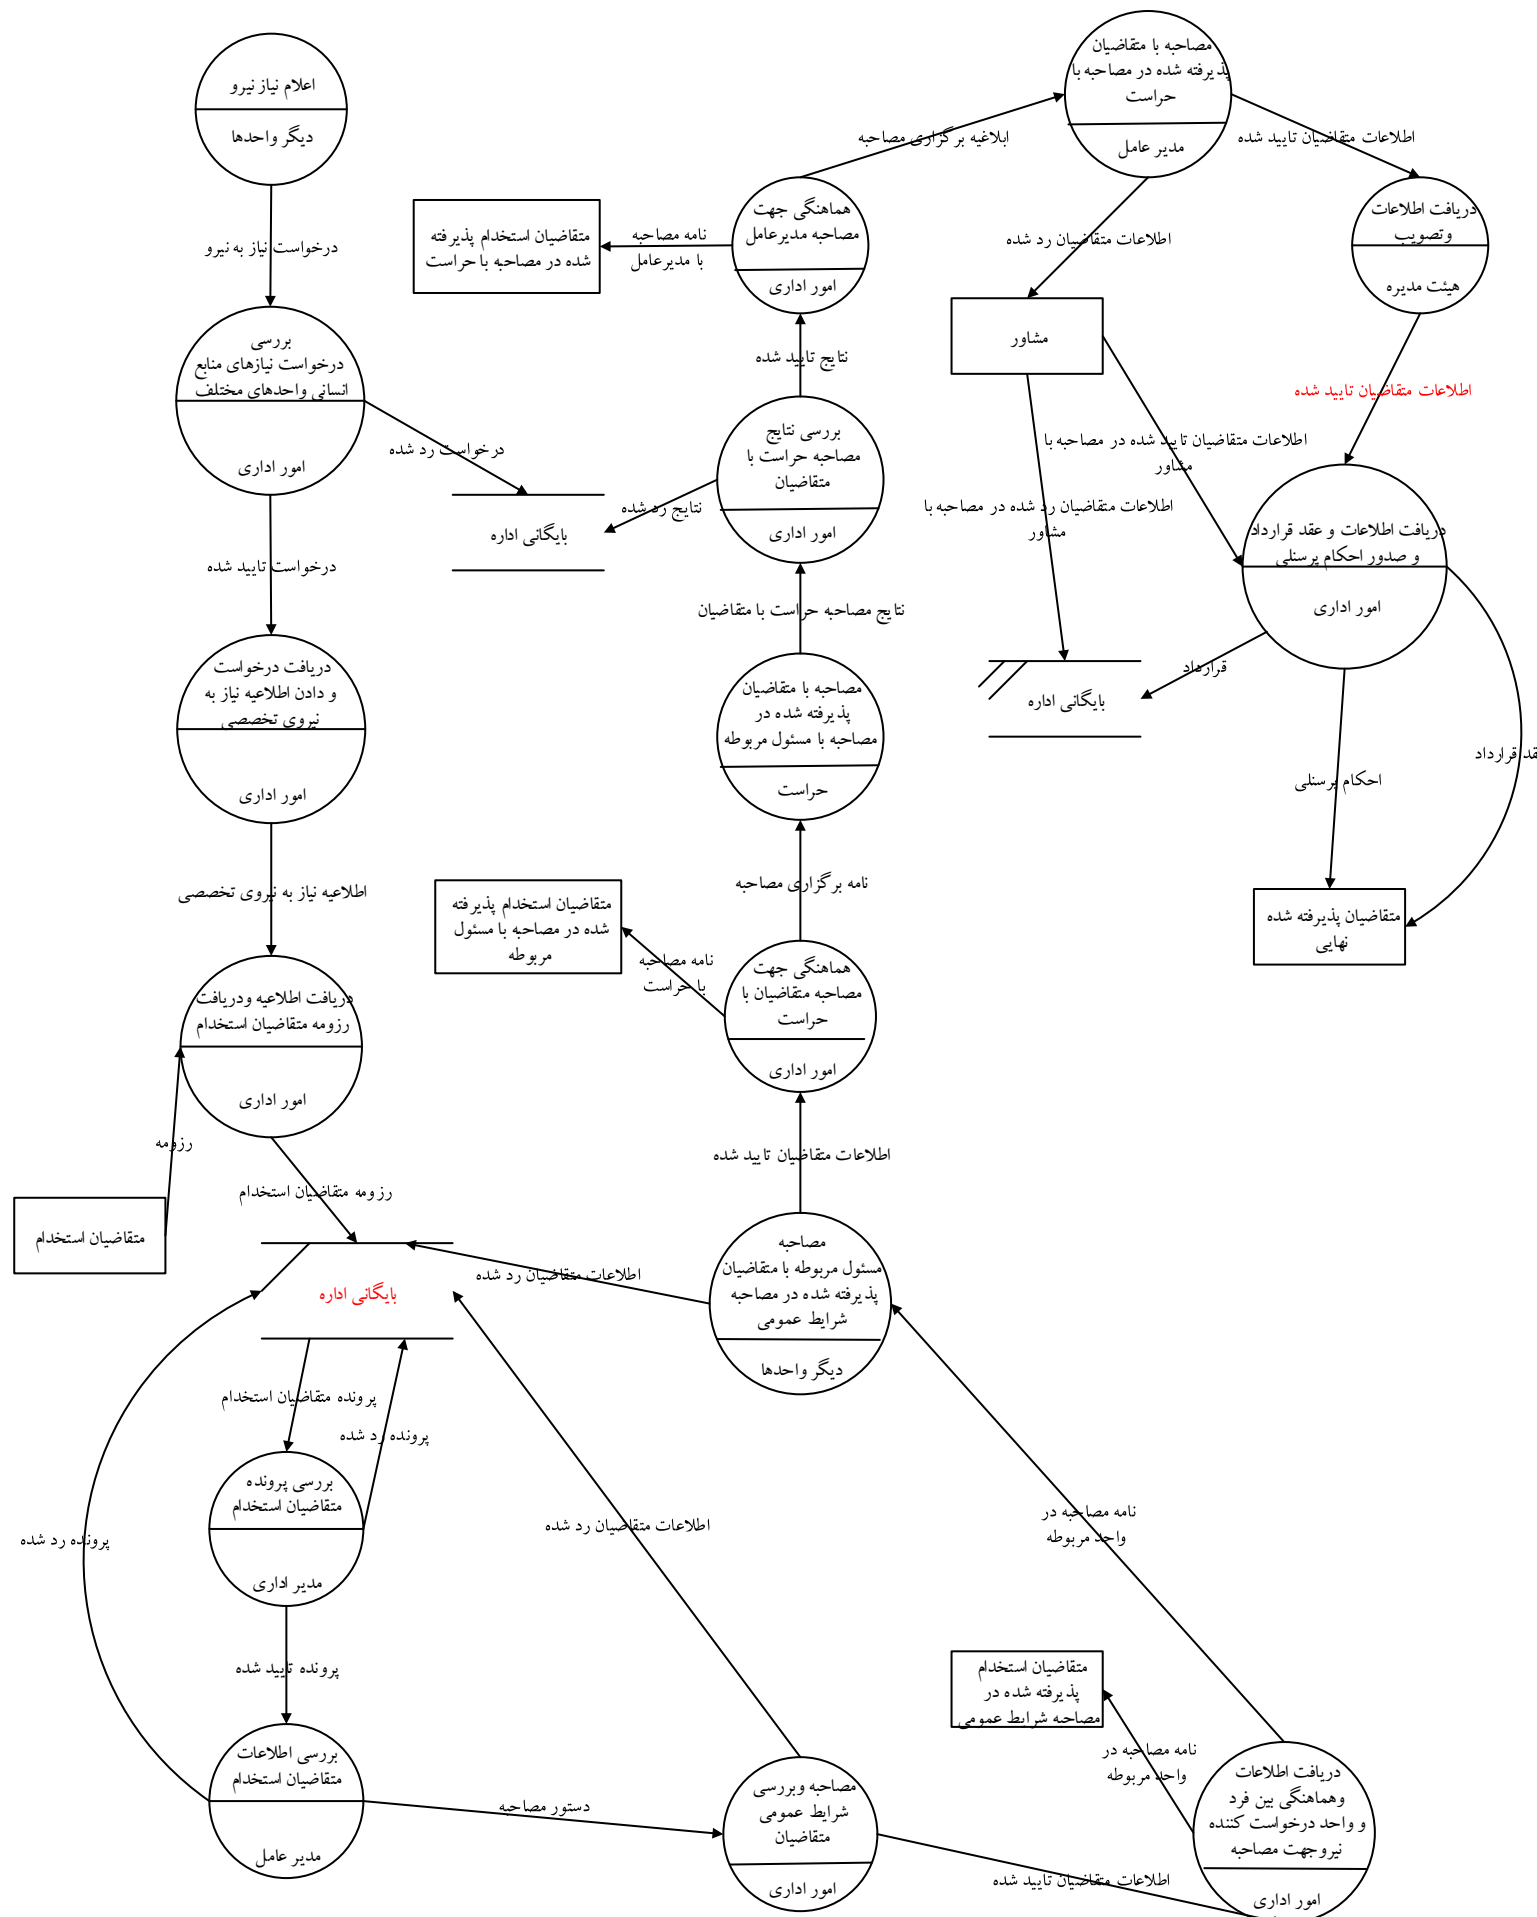 اعلام نیاز نیرو
دیگر واحدها
درخواست نیاز به نیرو
بررسی
درخواست نیازهای منابع
انسانی واحدهای مختلف
امور اداری
درخواست رد شده
بایگانی اداره
درخواست تایید شده
دریافت درخواست
و دادن اطلاعیه نیاز به
نیروی تخصصی
امور اداری
اطلاعیه نیاز به نیروی تخصصی
دریافت اطلاعیه ودریافت
رزومه متقاضیان استخدام
امور اداری
رزومه
متقاضیان استخدام
رزومه متقاضیان استخدام
بایگانی اداره
پرونده متقاضیان استخدام
پرونده رد شده
بررسی پرونده
متقاضیان استخدام
مدیر اداری
پرونده رد شده
پرونده تایید شده
بررسی اطلاعات
متقاضیان استخدام
مدیر عامل
دستور مصاحبه
مصاحبه وبررسی
شرایط عمومی
متقاضیان
امور اداری
اطلاعات متقاضیان رد شده
اطلاعات متقاضیان تایید شده
دریافت اطلاعات
وهماهنگی بین فرد
و واحد درخواست کننده
نیروجهت مصاحبه
امور اداری
نامه مصاحبه در
واحد مربوطه
متقاضیان استخدام
پذیرفته شده در
مصاحبه شرایط عمومی
نامه مصاحبه در
واحد مربوطه
مصاحبه
مسئول مربوطه با متقاضیان
پذیرفته شده در مصاحبه
شرایط عمومی
دیگر واحدها
اطلاعات متقاضیان رد شده
اطلاعات متقاضیان تایید شده
هماهنگی جهت
مصاحبه متقاضیان با
حراست
امور اداری
نامه مصاحبه
با حراست
متقاضیان استخدام پذیرفته
شده در مصاحبه با مسئول
مربوطه
نامه برگزاری مصاحبه
مصاحبه با متقاضیان
پذیرفته شده در
مصاحبه با مسئول مربوطه
حراست
نتایج مصاحبه حراست با متقاضیان
بررسی نتایج
مصاحبه حراست با
متقاضیان
امور اداری
نتایج رد شده
نتایج تایید شده
هماهنگی جهت
مصاحبه مدیرعامل
امور اداری
نامه مصاحبه
با مدیرعامل
متقاضیان استخدام پذیرفته
شده در مصاحبه با حراست
ابلاغیه برگزاری مصاحبه
مصاحبه با متقاضیان
پذیرفته شده در مصاحبه با
حراست
مدیر عامل
اطلاعات متقاضیان تایید شده
اطلاعات متقاضیان رد شده
دریافت اطلاعات
وتصویب
هیئت مدیره
مشاور
اطلاعات متقاضیان تایید شده
اطلاعات متقاضیان تایید شده در مصاحبه با
مشاور
اطلاعات متقاضیان رد شده در مصاحبه با
مشاور
دریافت اطلاعات و عقد قرارداد
و صدور احکام پرسنلی
امور اداری
قرارداد
بایگانی اداره
احکام پرسنلی
قد قرارداد
متقاضیان پذیرفته شده
نهایی